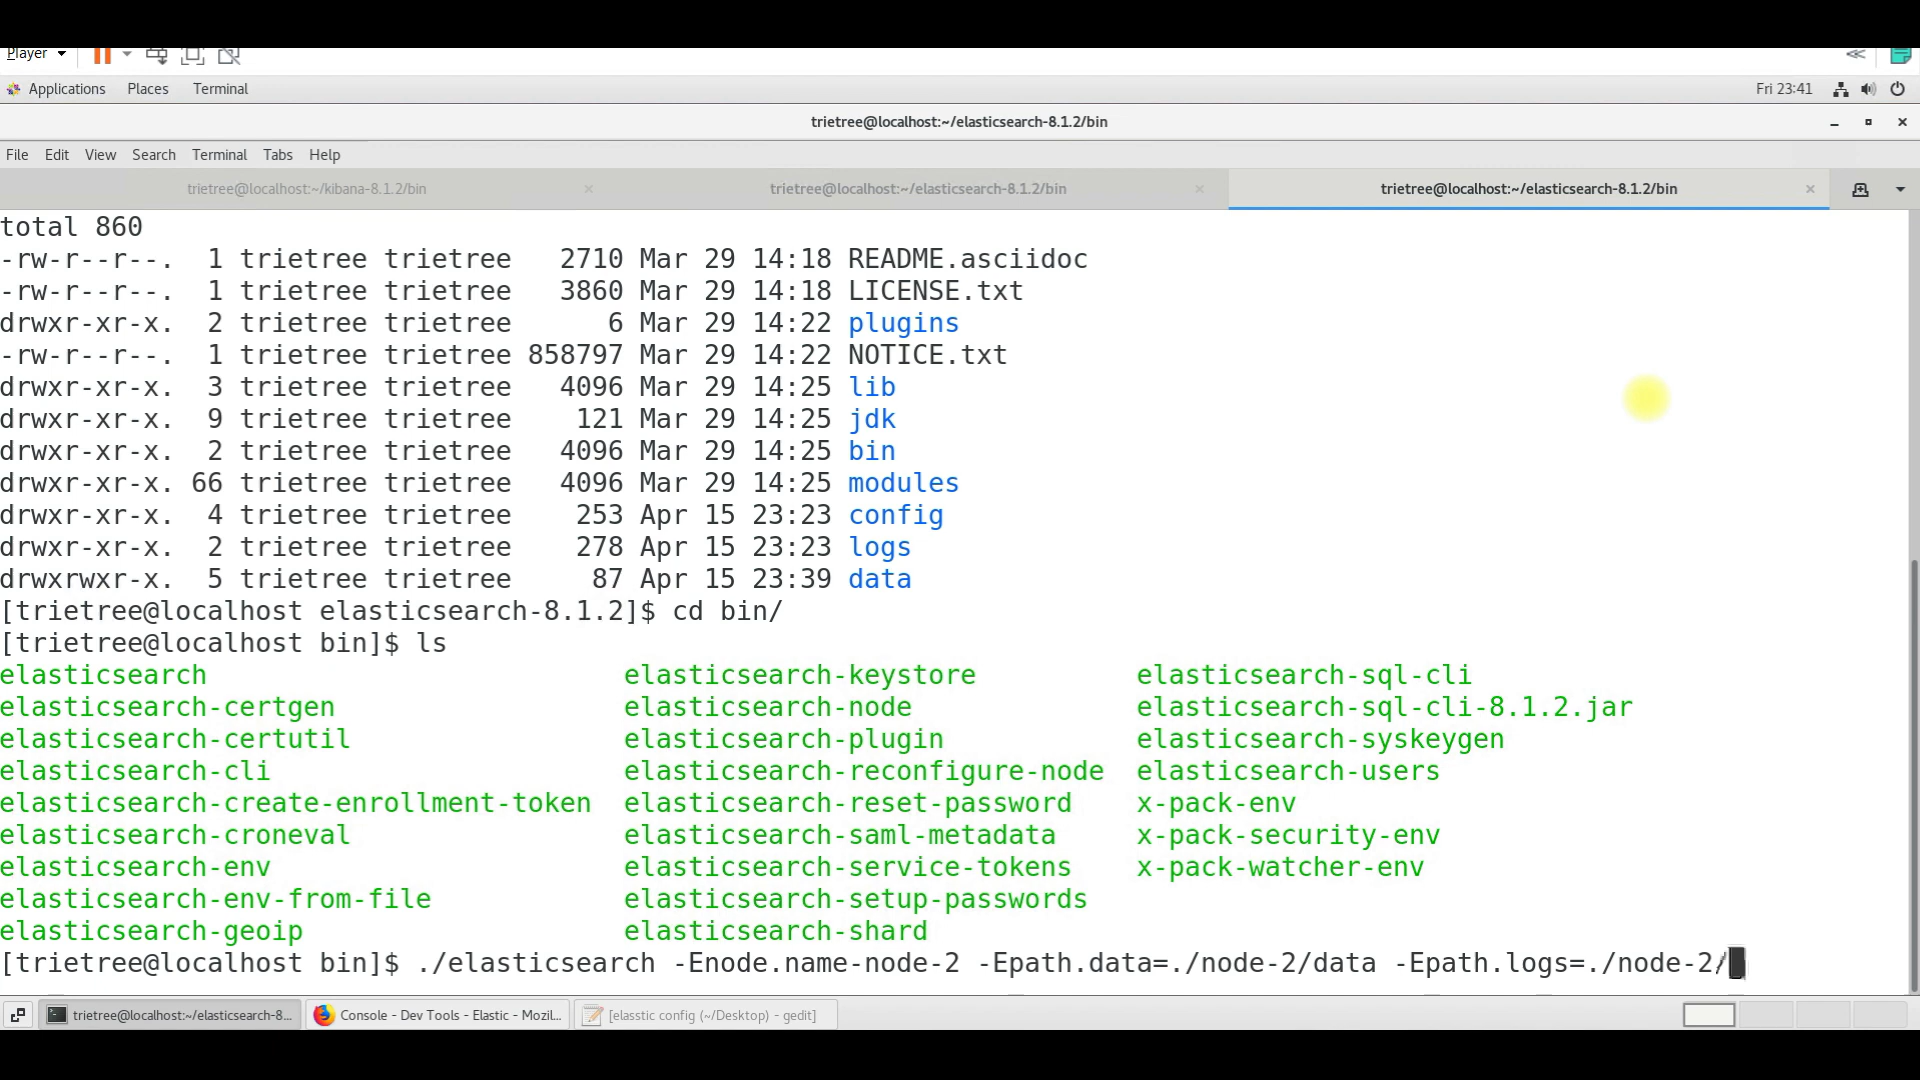 Player
Applications Places Terminal Fri 23:41
trietree@localhost:~/elasticsearch-8.1.2/bin
File Edit View Search Terminal Tabs Help
trietree@localhost:~/kibana-8.1.2/bin × trietree@localhost:~/elasticsearch-8.1.2/bin × trietree@localhost:~/elasticsearch-8.1.2/bin ×
total 860
-rw-r--r--. 1 trietree trietree 2710 Mar 29 14:18 README.asciidoc
-rw-r--r--. 1 trietree trietree 3860 Mar 29 14:18 LICENSE.txt
drwxr-xr-x. 2 trietree trietree 6 Mar 29 14:22 plugins
-rw-r--r--. 1 trietree trietree 858797 Mar 29 14:22 NOTICE.txt
drwxr-xr-x. 3 trietree trietree 4096 Mar 29 14:25 lib
drwxr-xr-x. 9 trietree trietree 121 Mar 29 14:25 jdk
drwxr-xr-x. 2 trietree trietree 4096 Mar 29 14:25 bin
drwxr-xr-x. 66 trietree trietree 4096 Mar 29 14:25 modules
drwxr-xr-x. 4 trietree trietree 253 Apr 15 23:23 config
drwxr-xr-x. 2 trietree trietree 278 Apr 15 23:23 logs
drwxrwxr-x. 5 trietree trietree 87 Apr 15 23:39 data
[trietree@localhost elasticsearch-8.1.2]$ cd bin/
[trietree@localhost bin]$ ls
elasticsearch elasticsearch-keystore elasticsearch-sql-cli
elasticsearch-certgen elasticsearch-node elasticsearch-sql-cli-8.1.2.jar
elasticsearch-certutil elasticsearch-plugin elasticsearch-syskeygen
elasticsearch-cli elasticsearch-reconfigure-node elasticsearch-users
elasticsearch-create-enrollment-token elasticsearch-reset-password x-pack-env
elasticsearch-croneval elasticsearch-saml-metadata x-pack-security-env
elasticsearch-env elasticsearch-service-tokens x-pack-watcher-env
elasticsearch-env-from-file elasticsearch-setup-passwords
elasticsearch-geoip elasticsearch-shard
[trietree@localhost bin]$ ./elasticsearch -Enode.name-node-2 -Epath.data=./node-2/data -Epath.logs=./node-2/
trietree@localhost:~/elasticsearch-8... Console - Dev Tools - Elastic - Mozil... [elasstic config (~/Desktop) - gedit]